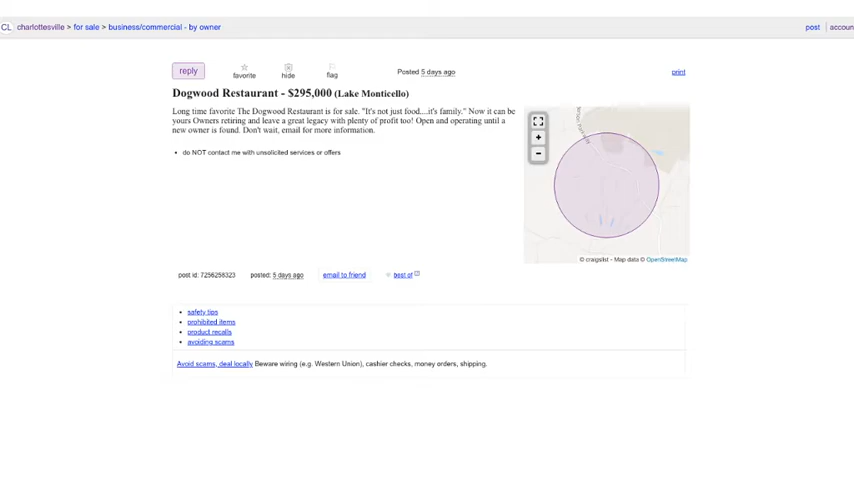 CL charlottesville > for sale > business/commercial - by owner
post
accoun
reply
favorite
hide
flag
Posted 5 days ago
print
Dogwood Restaurant - $295,000 (Lake Monticello)
Long time favorite The Dogwood Restaurant is for sale. "It's not just food....it's family." Now it can be
yours Owners retiring and leave a great legacy with plenty of profit too! Open and operating until a
new owner is found. Don't wait, email for more information.
• do NOT contact me with unsolicited services or offers
+
−
© craigslist - Map data © OpenStreetMap
post id: 7256258323
posted: 5 days ago
email to friend
♥ best of [?]
• safety tips
• prohibited items
• product recalls
• avoiding scams
Avoid scams, deal locally Beware wiring (e.g. Western Union), cashier checks, money orders, shipping.